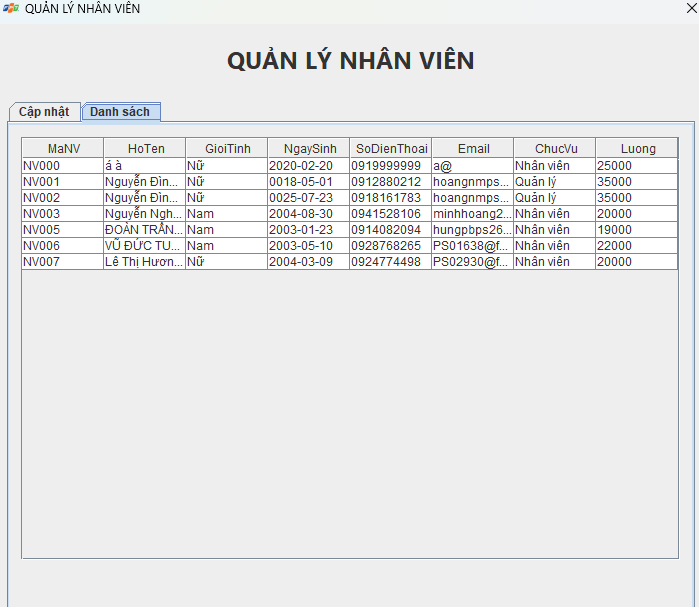 QUẢN LÝ NHÂN VIÊN
QUẢN LÝ NHÂN VIÊN
Cập nhật Danh sách
MaNV HoTen GioiTinh NgaySinh SoDienThoai Email ChucVu Luong
NV000 á à Nữ 2020-02-20 0919999999 a@ Nhân viên 25000
NV001 Nguyễn Đìn... Nữ 0018-05-01 0912880212 hoangnmps... Quản lý 35000
NV002 Nguyễn Đìn... Nữ 0025-07-23 0918161783 hoangnmps... Quản lý 35000
NV003 Nguyễn Ngh... Nam 2004-08-30 0941528106 minhhoang2... Nhân viên 20000
NV005 ĐOÀN TRẦN... Nam 2003-01-23 0914082094 hungpbps26... Nhân viên 19000
NV006 VŨ ĐỨC TU... Nam 2003-05-10 0928768265 PS01638@f... Nhân viên 22000
NV007 Lê Thị Hươn... Nữ 2004-03-09 0924774498 PS02930@f... Nhân viên 20000